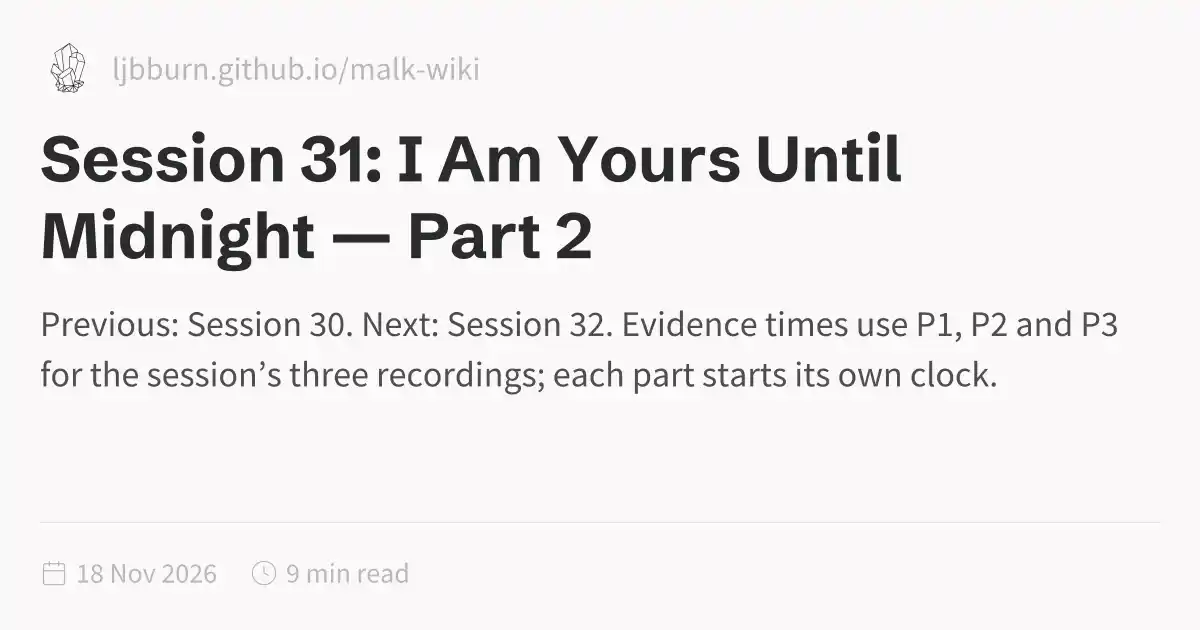 ljbburn.github.io/malk-wiki
Session 31: I Am Yours Until
Midnight — Part 2
Previous: Session 30. Next: Session 32. Evidence times use P1, P2 and P3
for the session’s three recordings; each part starts its own clock.
18 Nov 2026 9 min read